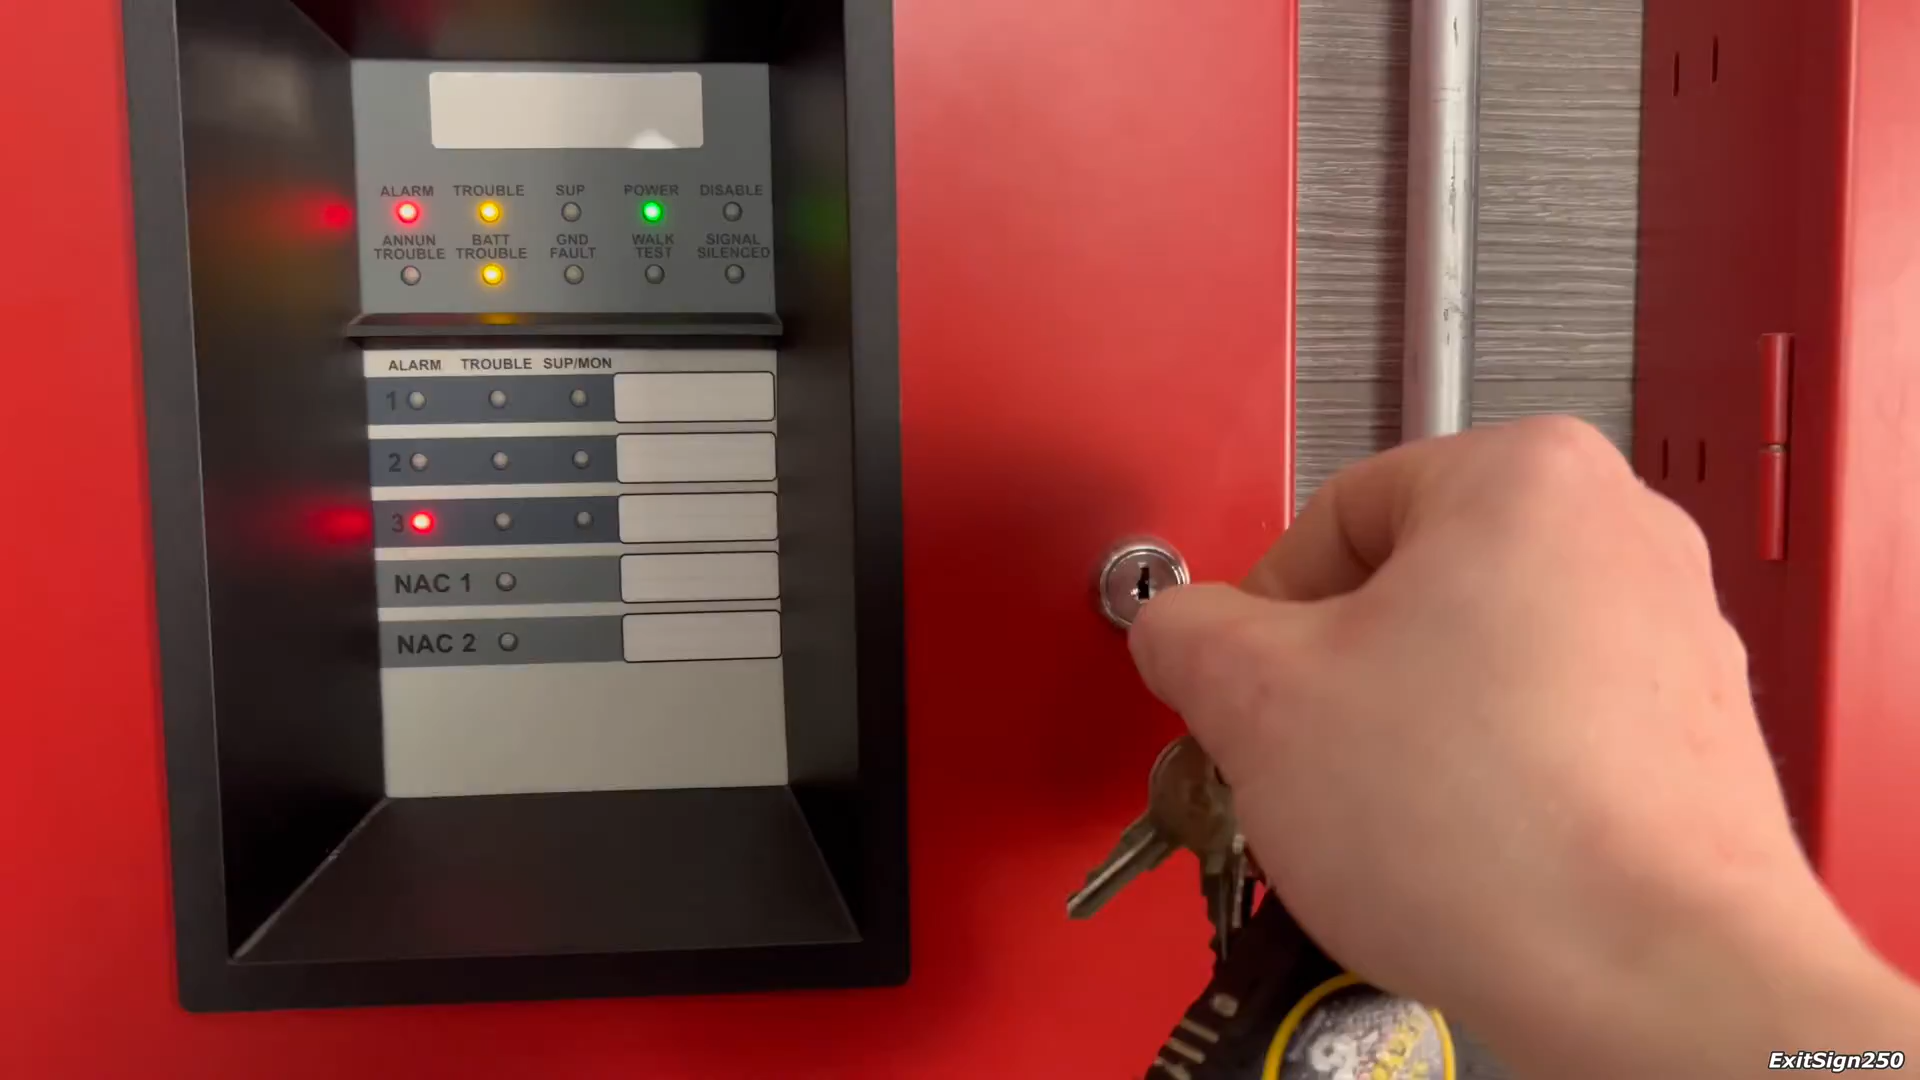 ALARM TROUBLE SUP POWER DISABLE
ANNUN TROUBLE BATT TROUBLE GND FAULT WALK TEST SIGNAL SILENCED
ALARM TROUBLE SUP/MON
1
2
3
NAC 1
NAC 2
ExitSign250